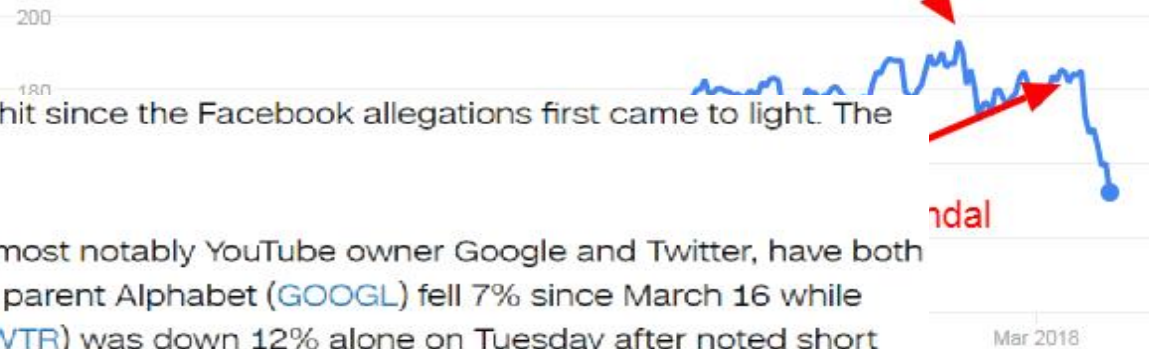 200
180
hit since the Facebook allegations first came to light. The
ndal
most notably YouTube owner Google and Twitter, have both
parent Alphabet (GOOGL) fell 7% since March 16 while
WTR) was down 12% alone on Tuesday after noted short
Mar 2018